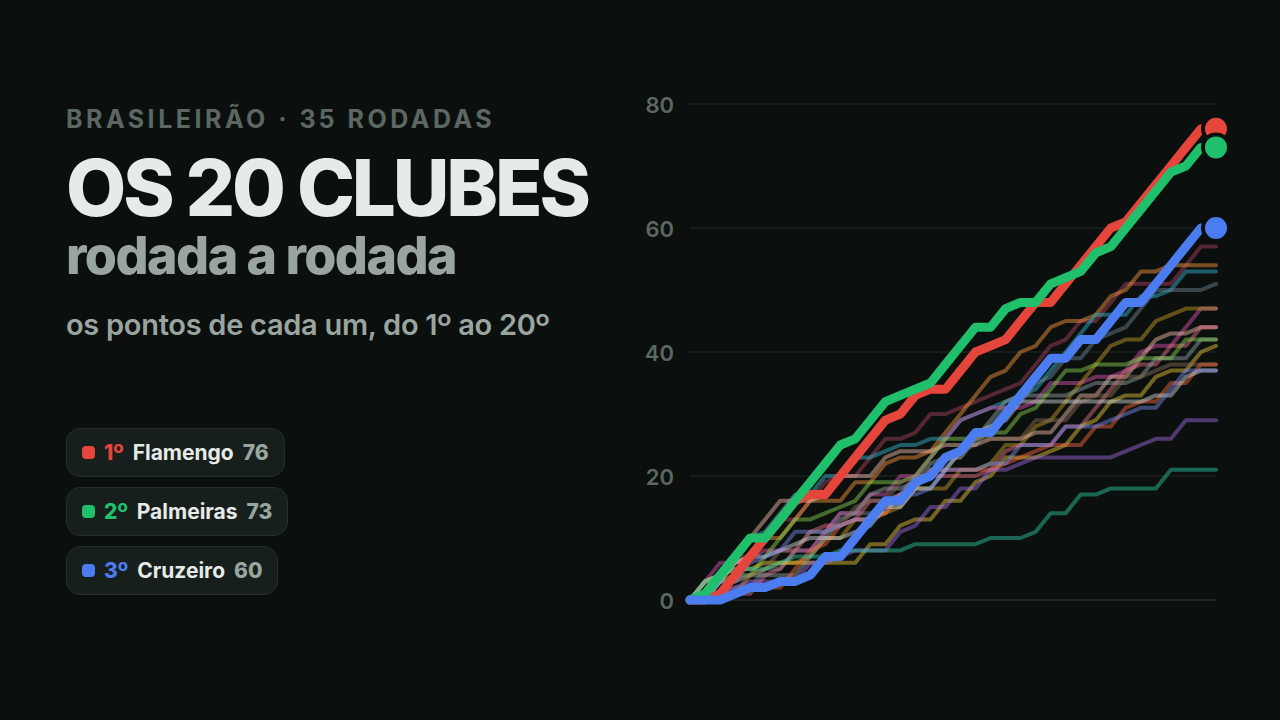 BRASILEIRÃO · 35 RODADAS
OS 20 CLUBES
rodada a rodada
os pontos de cada um, do 1º ao 20º
1º Flamengo 76
2º Palmeiras 73
3º Cruzeiro 60
80
60
40
20
0